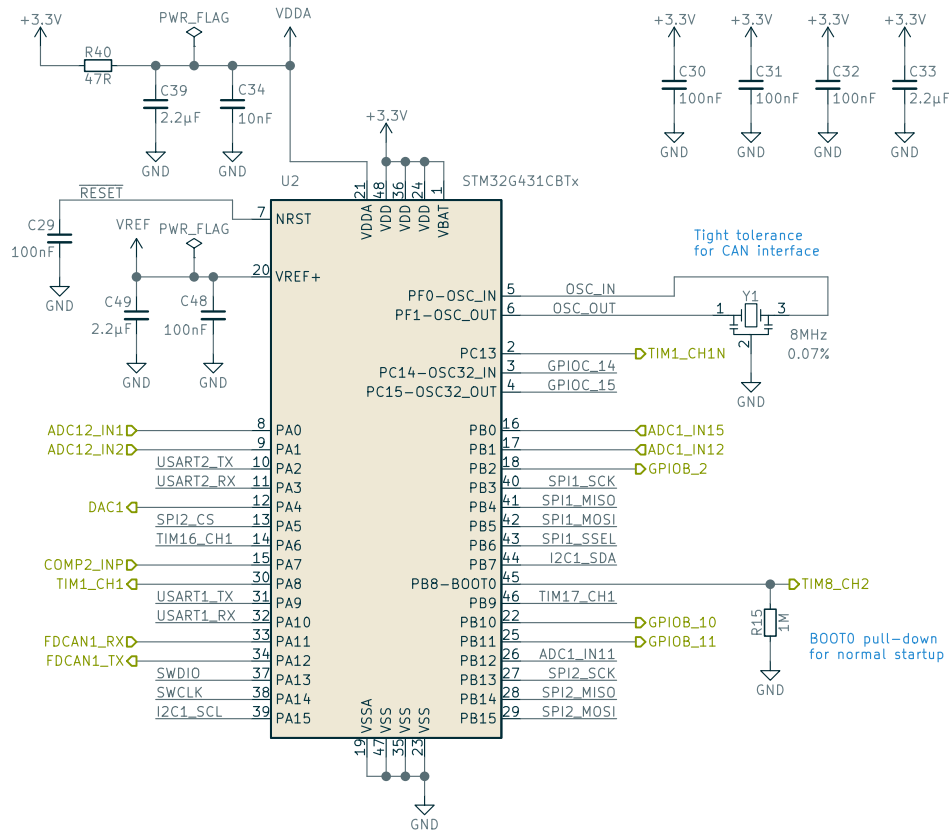 +3.3V
PWR_FLAG
VDDA
R40
47R
C39
2.2µF
C34
10nF
GND
GND
+3.3V
+3.3V
+3.3V
+3.3V
C30
100nF
C31
100nF
C32
100nF
C33
2.2µF
GND
GND
GND
GND
+3.3V
U2
STM32G431CBTx
RESET
C29
100nF
GND
VREF
PWR_FLAG
C49
2.2µF
C48
100nF
GND
GND
21 VDDA
48 VDD
36 VDD
24 VDD
1 VBAT
7 NRST
20 VREF+
Tight tolerance
for CAN interface
PF0-OSC_IN 5 OSC_IN
PF1-OSC_OUT 6 OSC_OUT
Y1
1
2
3
8MHz
0.07%
GND
PC13 2 TIM1_CH1N
PC14-OSC32_IN 3 GPIOC_14
PC15-OSC32_OUT 4 GPIOC_15
ADC12_IN1 8 PA0
ADC12_IN2 9 PA1
USART2_TX 10 PA2
USART2_RX 11 PA3
DAC1 12 PA4
SPI2_CS 13 PA5
TIM16_CH1 14 PA6
COMP2_INP 15 PA7
TIM1_CH1 30 PA8
USART1_TX 31 PA9
USART1_RX 32 PA10
FDCAN1_RX 33 PA11
FDCAN1_TX 34 PA12
SWDIO 37 PA13
SWCLK 38 PA14
I2C1_SCL 39 PA15
PB0 16 ADC1_IN15
PB1 17 ADC1_IN12
PB2 18 GPIOB_2
PB3 40 SPI1_SCK
PB4 41 SPI1_MISO
PB5 42 SPI1_MOSI
PB6 43 SPI1_SSEL
PB7 44 I2C1_SDA
PB8-BOOT0 45 TIM8_CH2
PB9 46 TIM17_CH1
PB10 22 GPIOB_10
PB11 25 GPIOB_11
PB12 26 ADC1_IN11
PB13 27 SPI2_SCK
PB14 28 SPI2_MISO
PB15 29 SPI2_MOSI
R15
1M
GND
BOOT0 pull-down
for normal startup
VSSA 19
VSS 47
VSS 35
VSS 23
GND